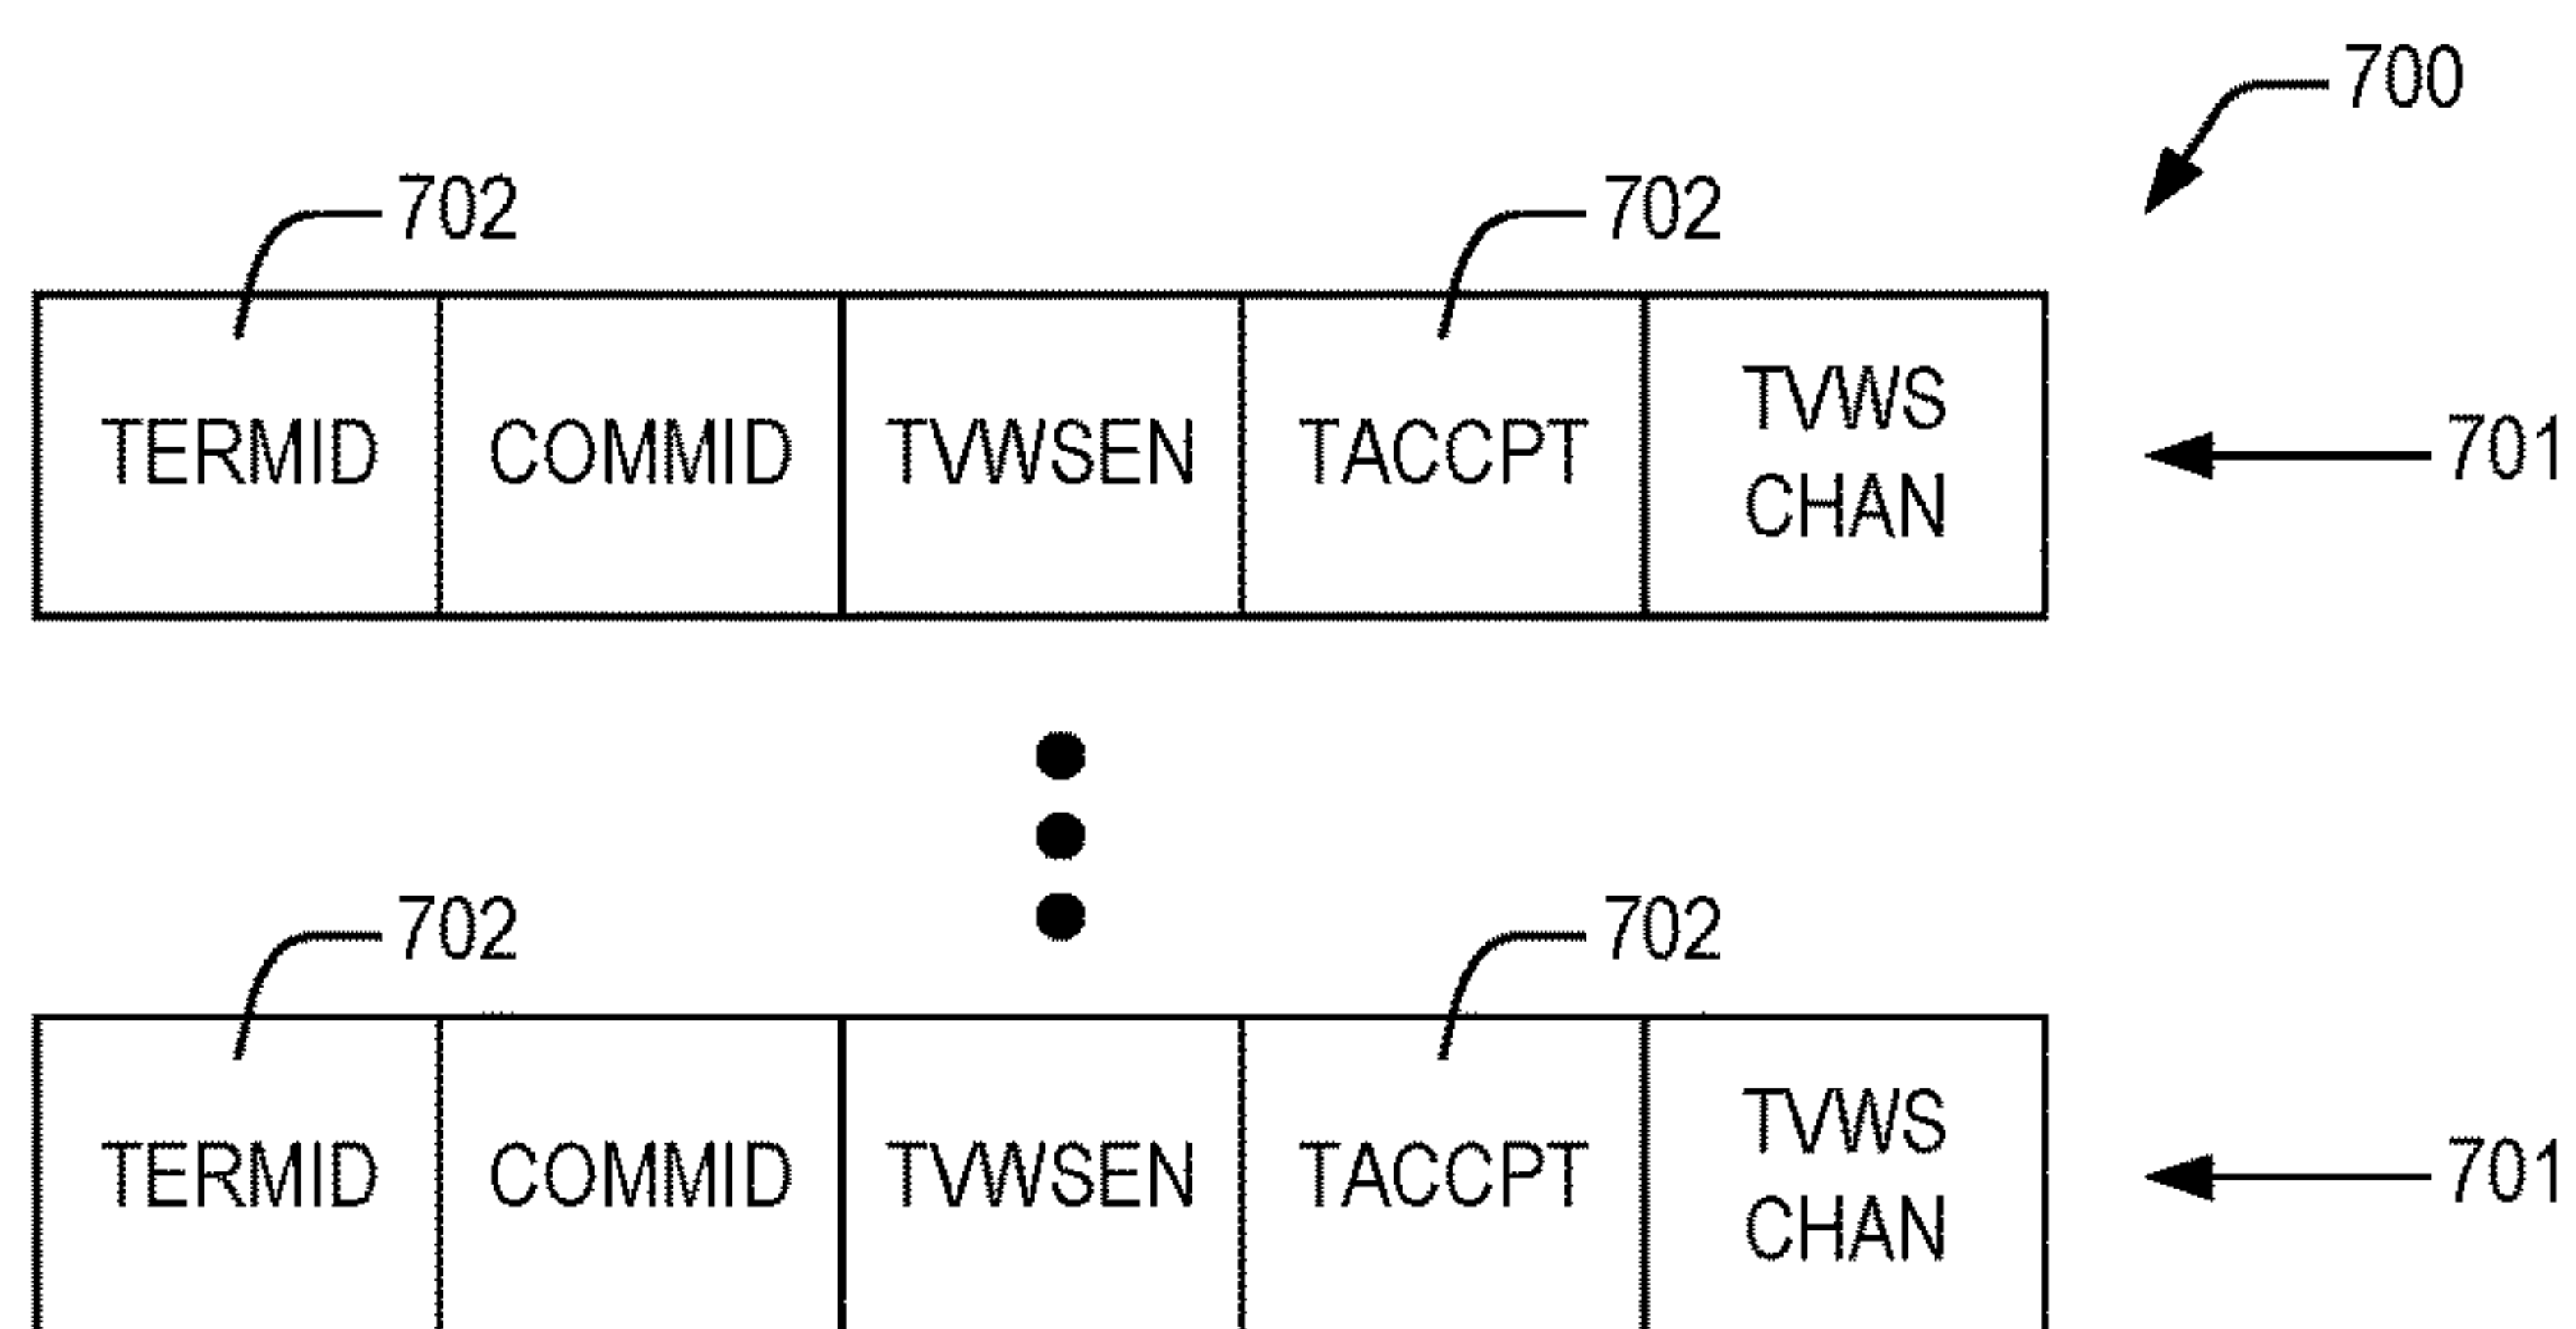 700
702 702
TERMID COMMID TVWSEN TACCPT TVWS CHAN 701
702 702
TERMID COMMID TVWSEN TACCPT TVWS CHAN 701